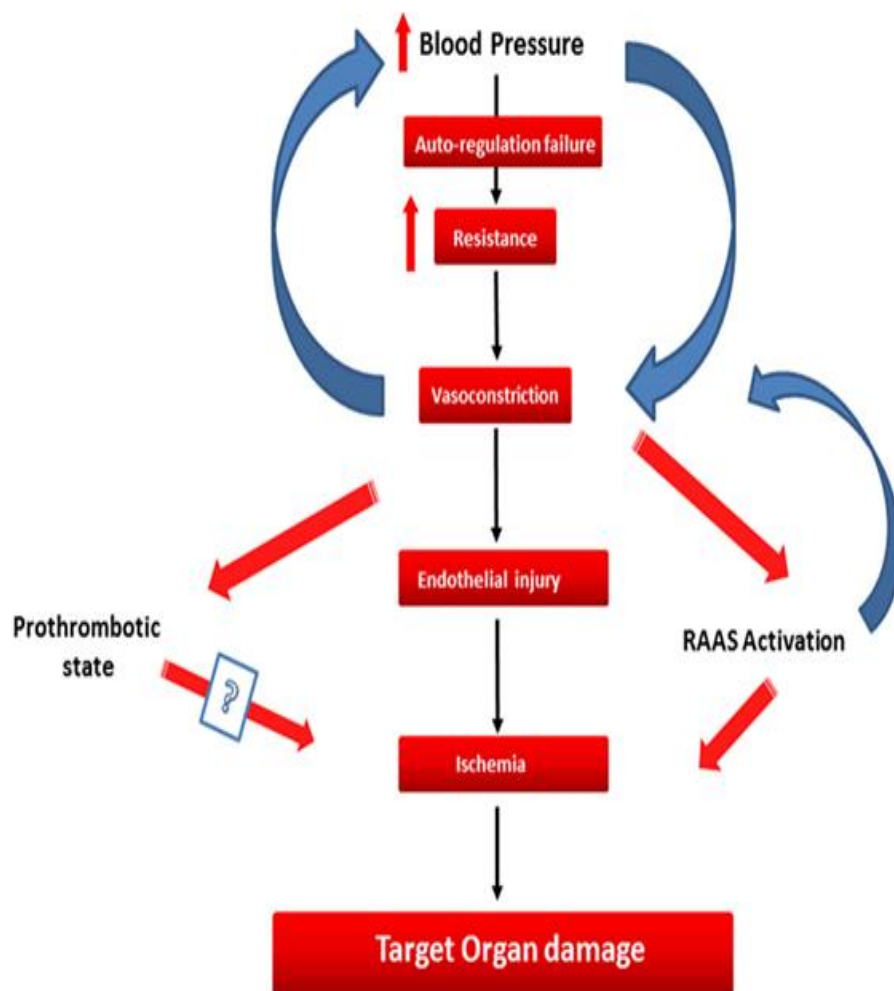 Blood Pressure
Auto-regulation failure
Resistance
Vasoconstriction
Endothelial injury
Prothrombotic
state
RAAS Activation
?
Ischemia
Target Organ damage